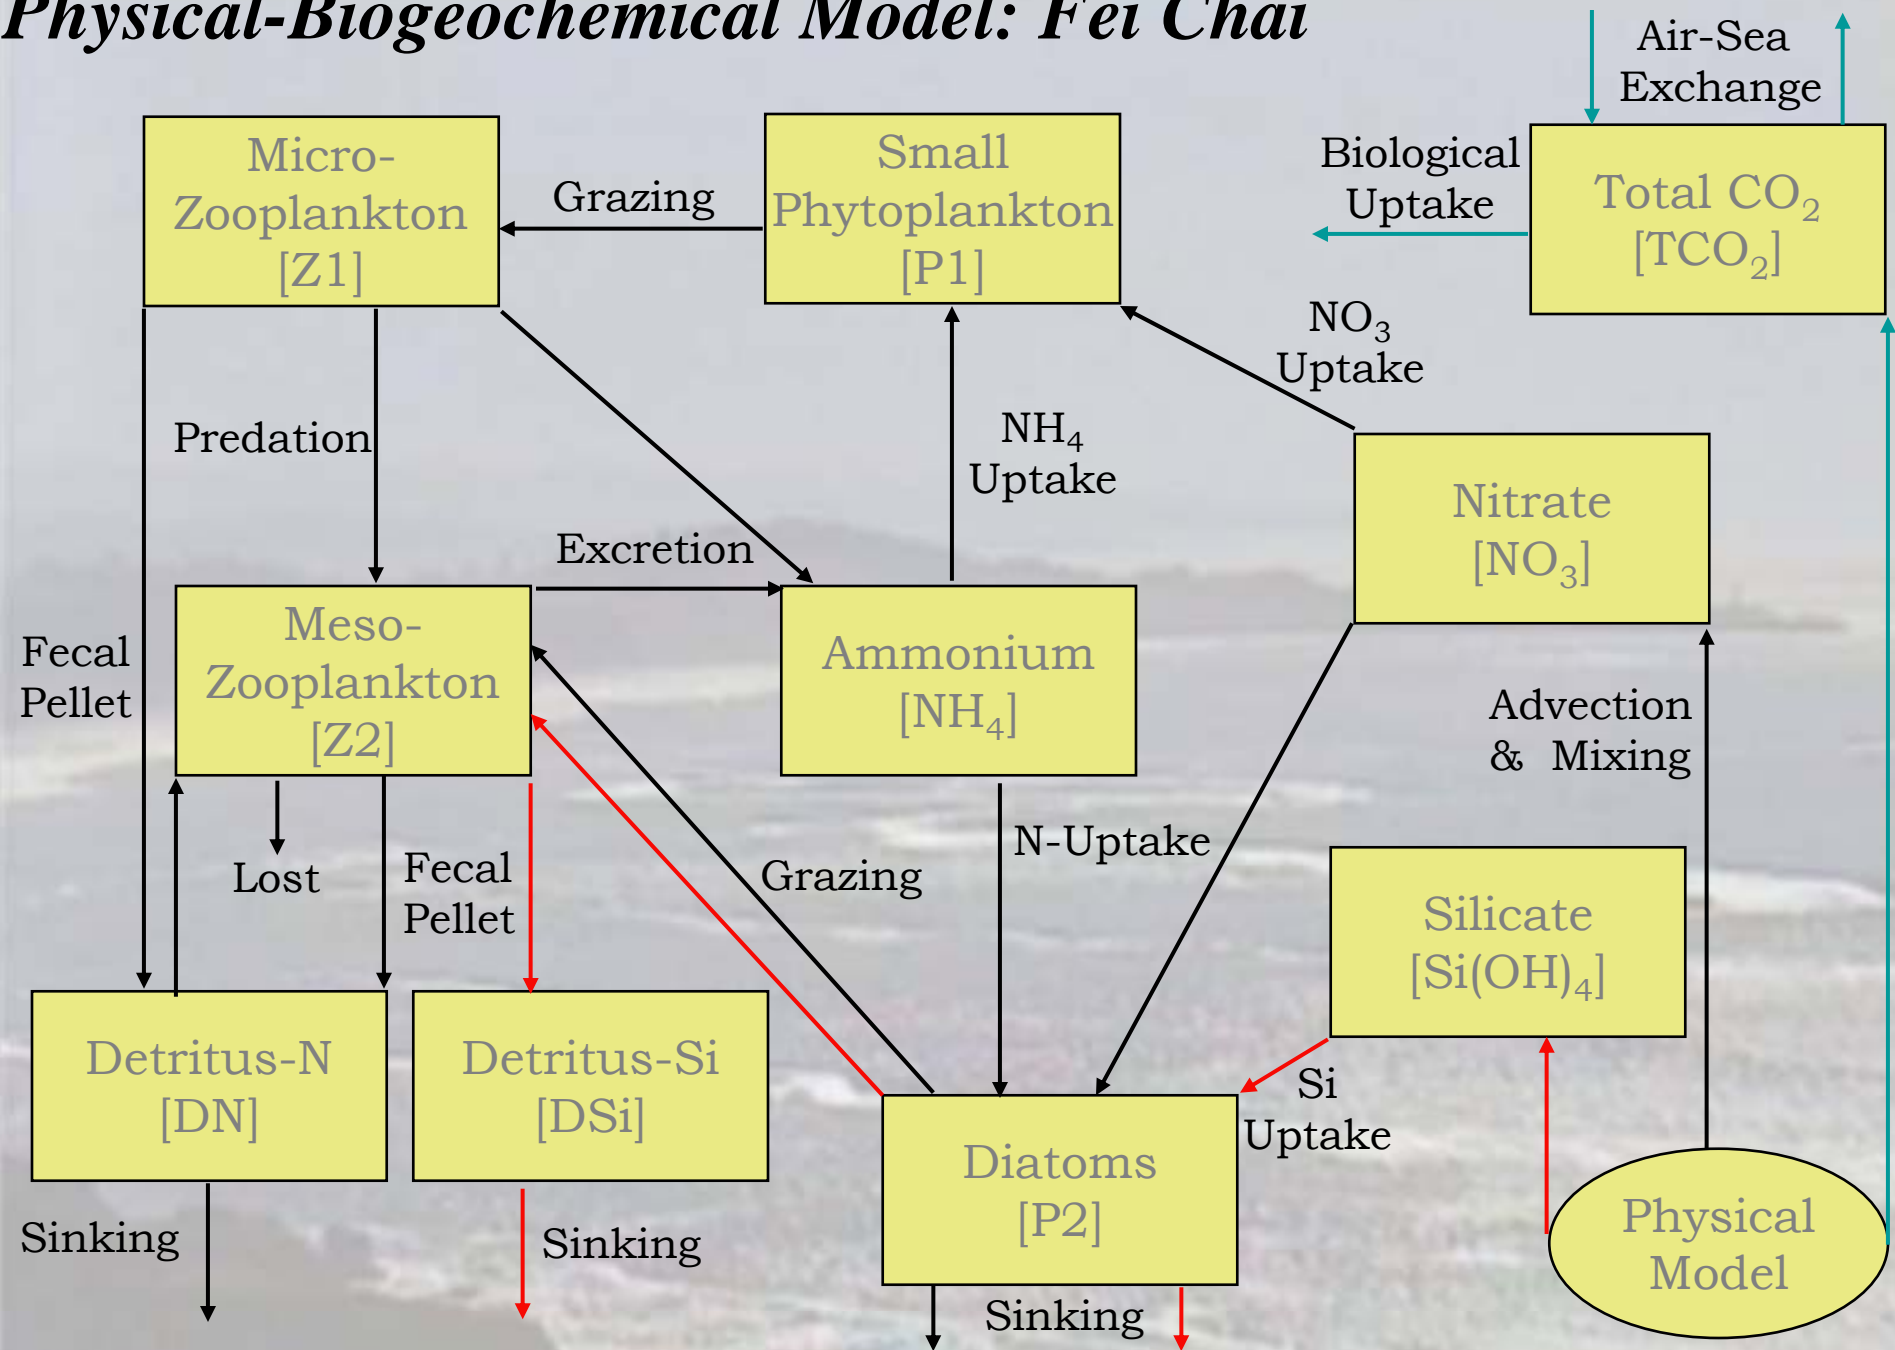 Physical-Biogeochemical Model: Fei Chai
Air-Sea
Exchange
Micro-
Zooplankton
[Z1]
Grazing
Small
Phytoplankton
[P1]
Biological
Uptake
Total CO₂
[TCO₂]
NO₃
Uptake
Predation
NH₄
Uptake
Nitrate
[NO₃]
Excretion
Fecal
Pellet
Meso-
Zooplankton
[Z2]
Ammonium
[NH₄]
Advection
& Mixing
Lost
Fecal
Pellet
Grazing
N-Uptake
Silicate
[Si(OH)₄]
Detritus-N
[DN]
Detritus-Si
[DSi]
Si
Uptake
Diatoms
[P2]
Physical
Model
Sinking
Sinking
Sinking